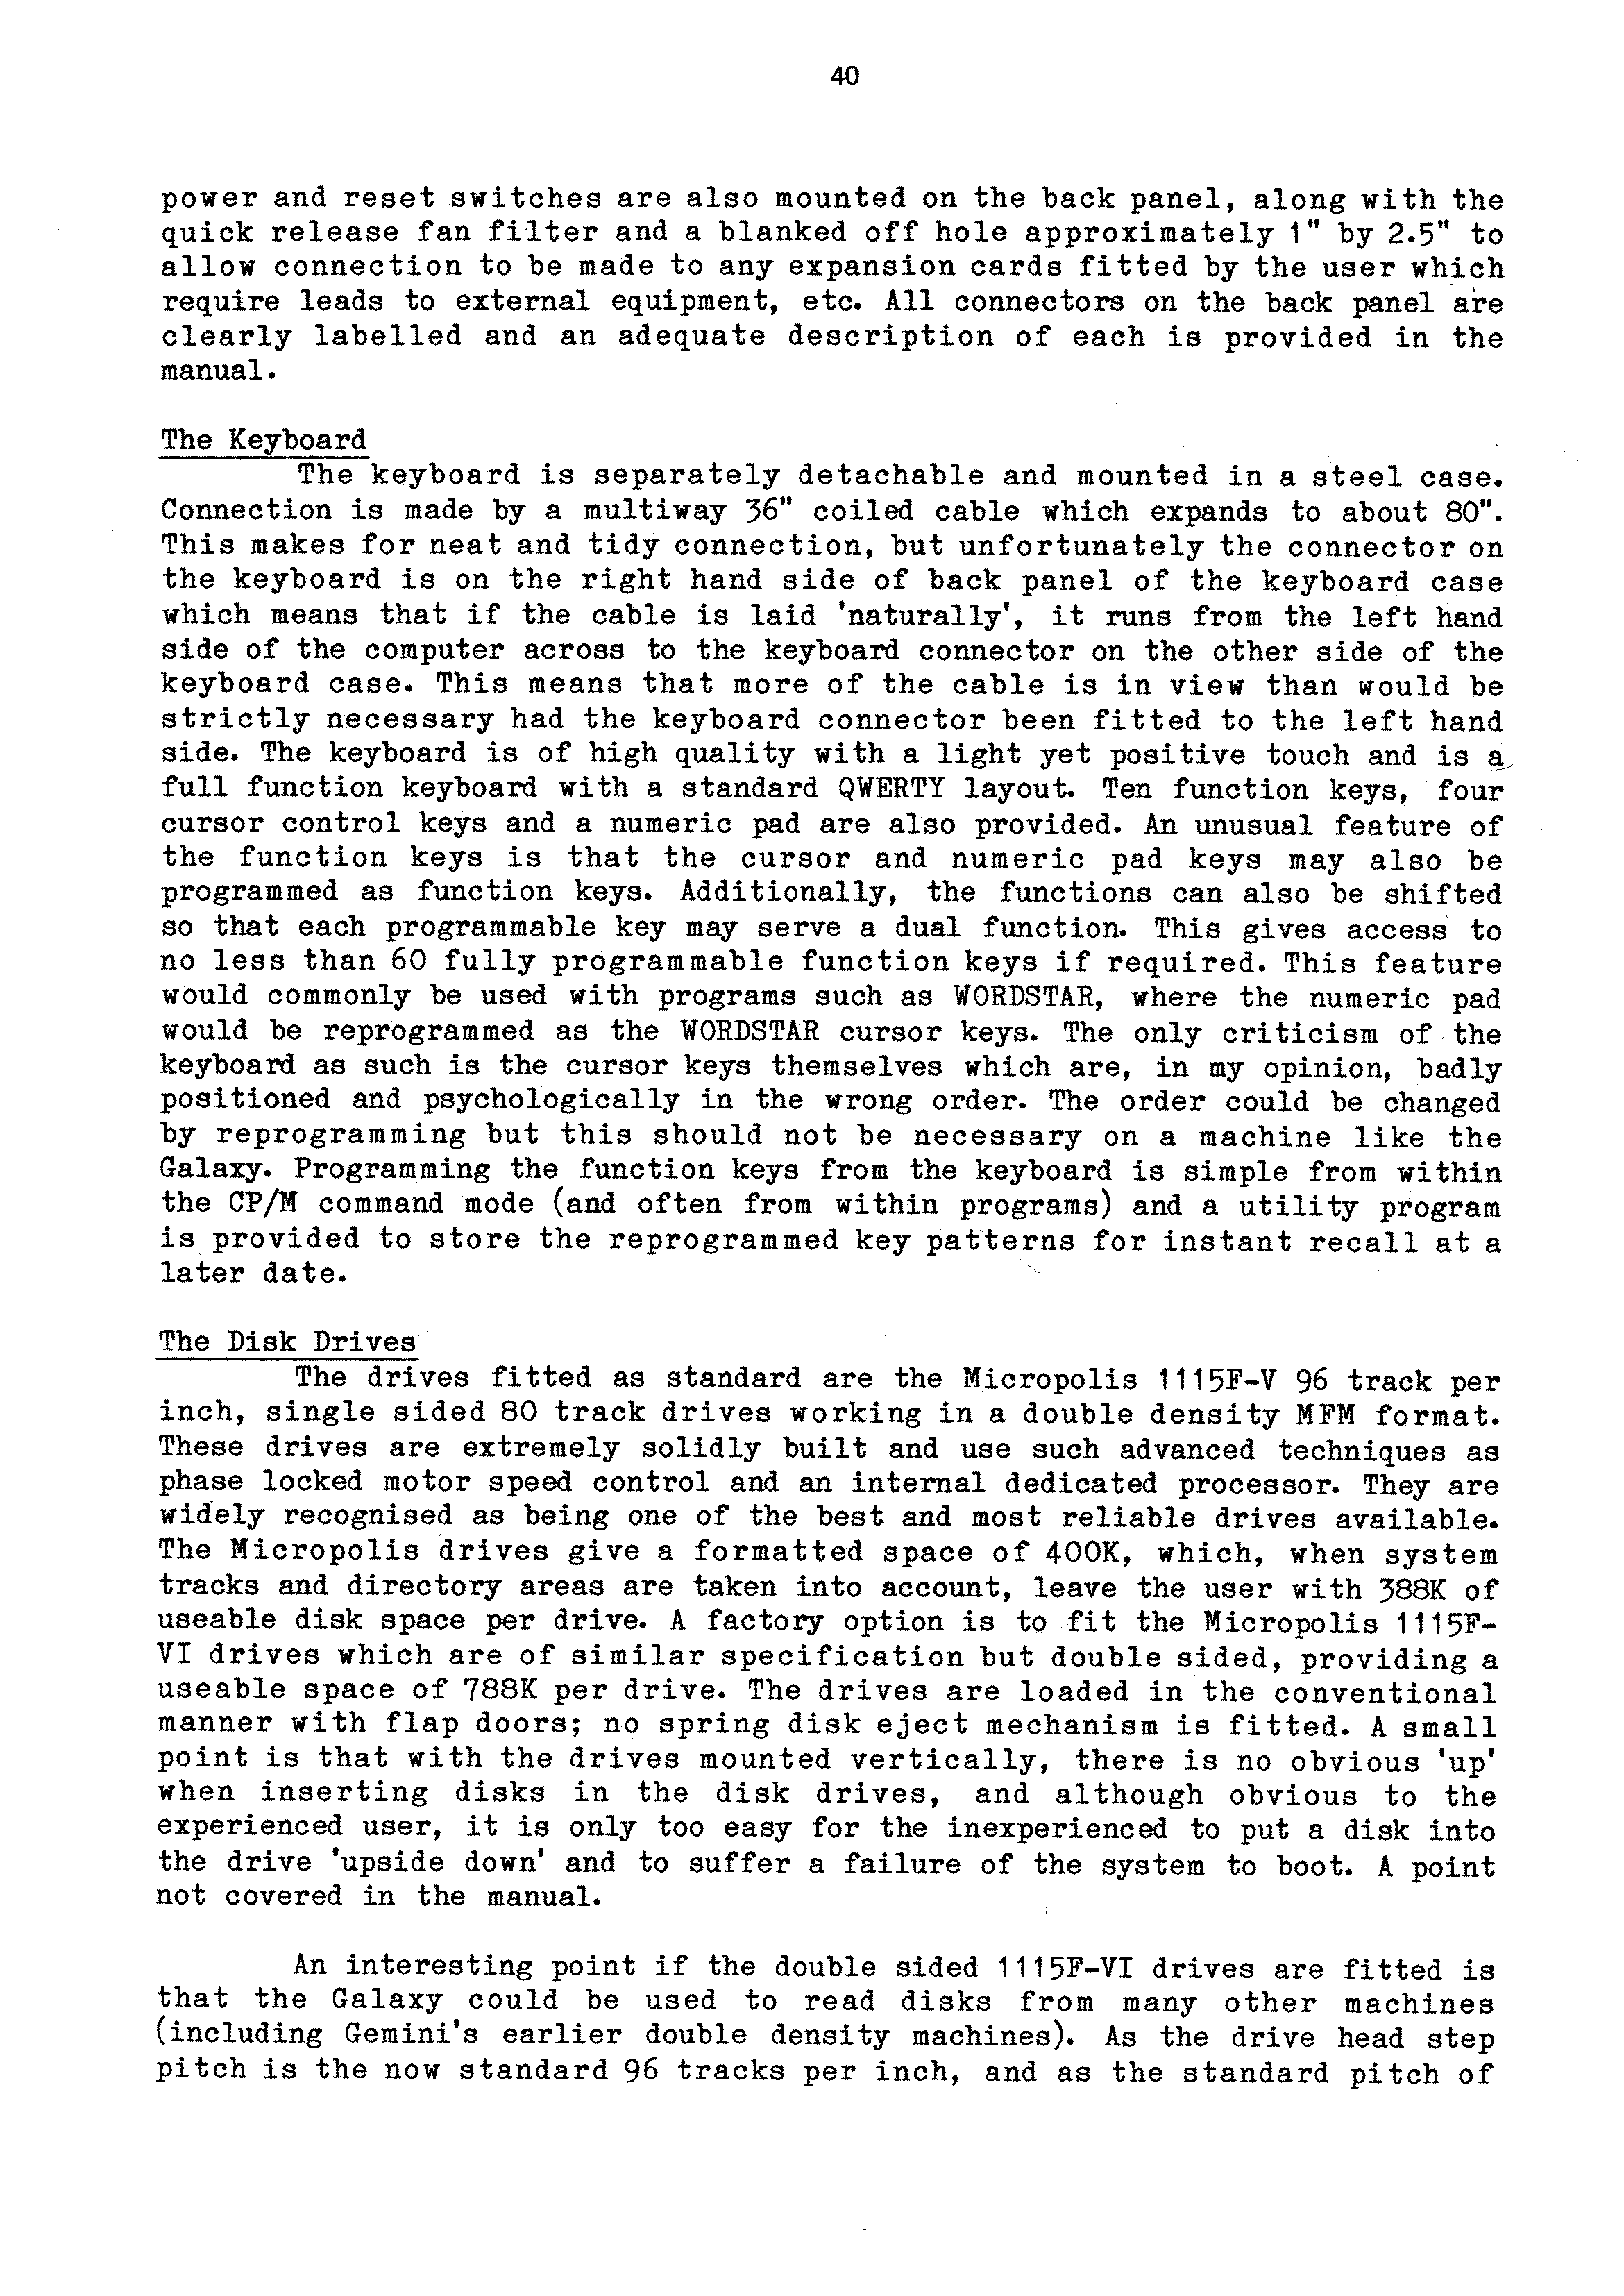 40
power and reset switches are also mounted on the back panel, along with the
quick release fan filter and a blanked off hole approximately 1" by 2.5" to
allow connection to be made to any expansion cards fitted by the user which
require leads to external equipment, etc. All connectors on the back panel are
clearly labelled and an adequate description of each is provided in the
manual.
The Keyboard
The keyboard is separately detachable and mounted in a steel case.
Connection is made by a multiway 36" coiled cable which expands to about 80".
This makes for neat and tidy connection, but unfortunately the connector on
the keyboard is on the right hand side of back panel of the keyboard case
which means that if the cable is laid 'naturally', it runs from the left hand
side of the computer across to the keyboard connector on the other side of the
keyboard case. This means that more of the cable is in view than would be
strictly necessary had the keyboard connector been fitted to the left hand
side. The keyboard is of high quality with a light yet positive touch and is a
full function keyboard with a standard QWERTY layout. Ten function keys, four
cursor control keys and a numeric pad are also provided. An unusual feature of
the function keys is that the cursor and numeric pad keys may also be
programmed as function keys. Additionally, the functions can also be shifted
so that each programmable key may serve a dual function. This gives access to
no less than 60 fully programmable function keys if required. This feature
would commonly be used with programs such as WORDSTAR, where the numeric pad
would be reprogrammed as the WORDSTAR cursor keys. The only criticism of the
keyboard as such is the cursor keys themselves which are, in my opinion, badly
positioned and psychologically in the wrong order. The order could be changed
by reprogramming but this should not be necessary on a machine like the
Galaxy. Programming the function keys from the keyboard is simple from within
the CP/M command mode (and often from within programs) and a utility program
is provided to store the reprogrammed key patterns for instant recall at a
later date.
The Disk Drives
The drives fitted as standard are the Micropolis 1115F-V 96 track per
inch, single sided 80 track drives working in a double density MFM format.
These drives are extremely solidly built and use such advanced techniques as
phase locked motor speed control and an internal dedicated processor. They are
widely recognised as being one of the best and most reliable drives available.
The Micropolis drives give a formatted space of 400K, which, when system
tracks and directory areas are taken into account, leave the user with 388K of
useable disk space per drive. A factory option is to fit the Micropolis 1115F-
VI drives which are of similar specification but double sided, providing a
useable space of 788K per drive. The drives are loaded in the conventional
manner with flap doors; no spring disk eject mechanism is fitted. A small
point is that with the drives mounted vertically, there is no obvious 'up'
when inserting disks in the disk drives, and although obvious to the
experienced user, it is only too easy for the inexperienced to put a disk into
the drive 'upside down' and to suffer a failure of the system to boot. A point
not covered in the manual.
An interesting point if the double sided 1115F-VI drives are fitted is
that the Galaxy could be used to read disks from many other machines
(including Gemini's earlier double density machines). As the drive head step
pitch is the now standard 96 tracks per inch, and as the standard pitch of